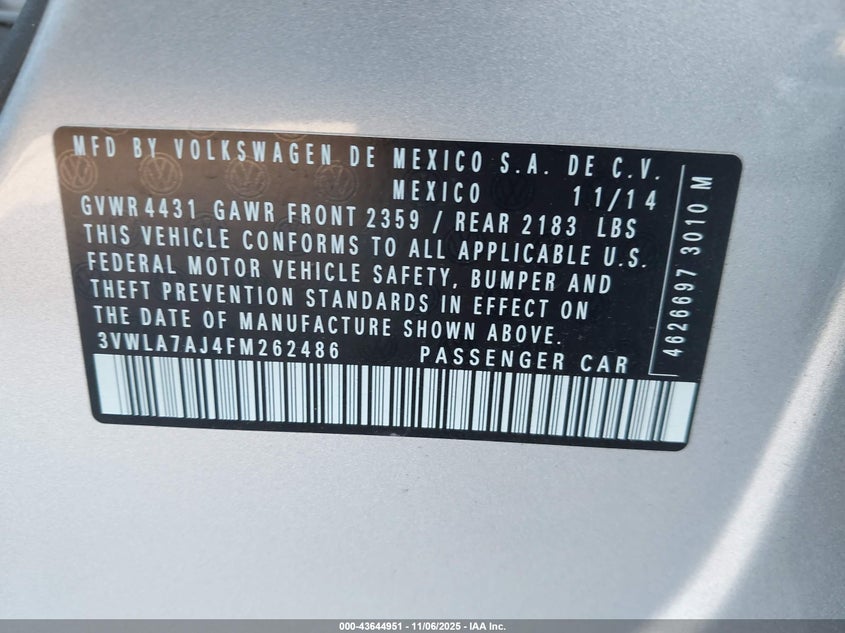 MFD BY VOLKSWAGEN DE MEXICO S.A. DE C.V.
MEXICO 11/14
GVWR 4431 GAWR FRONT 2359 / REAR 2183 LBS
THIS VEHICLE CONFORMS TO ALL APPLICABLE U.S.
FEDERAL MOTOR VEHICLE SAFETY, BUMPER AND
THEFT PREVENTION STANDARDS IN EFFECT ON
THE DATE OF MANUFACTURE SHOWN ABOVE.
3VWLA7AJ4FM262486 PASSENGER CAR
4626697 3010 M
000-43644951 - 11/06/2025 - IAA Inc.